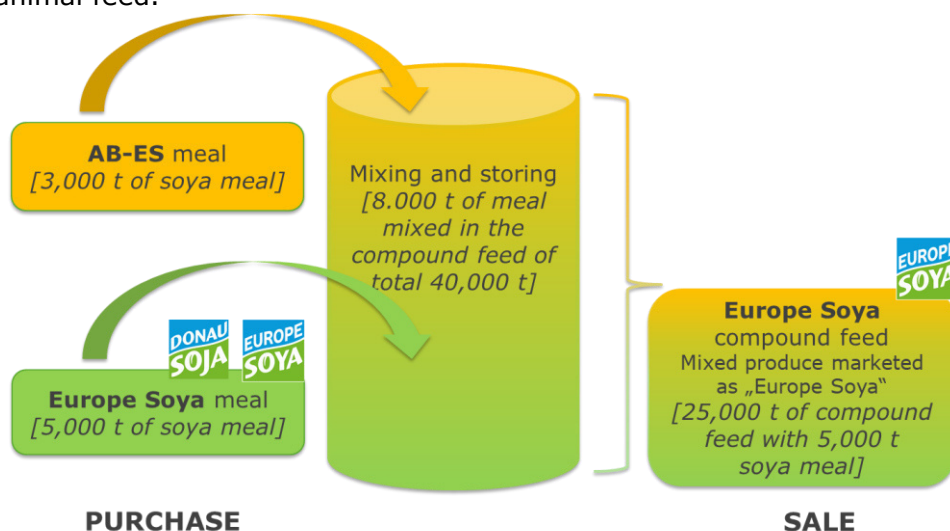 animal feed.
AB-ES meal
[3,000 t of soya meal]
Mixing and storing
[8.000 t of meal
mixed in the
compound feed of
total 40,000 t]
DONAU
SOJA
EUROPE
SOYA
Europe Soya meal
[5,000 t of soya meal]
EUROPE
SOYA
Europe Soya
compound feed
Mixed produce marketed
as „Europe Soya“
[25,000 t of compound
feed with 5,000 t
soya meal]
PURCHASE
SALE